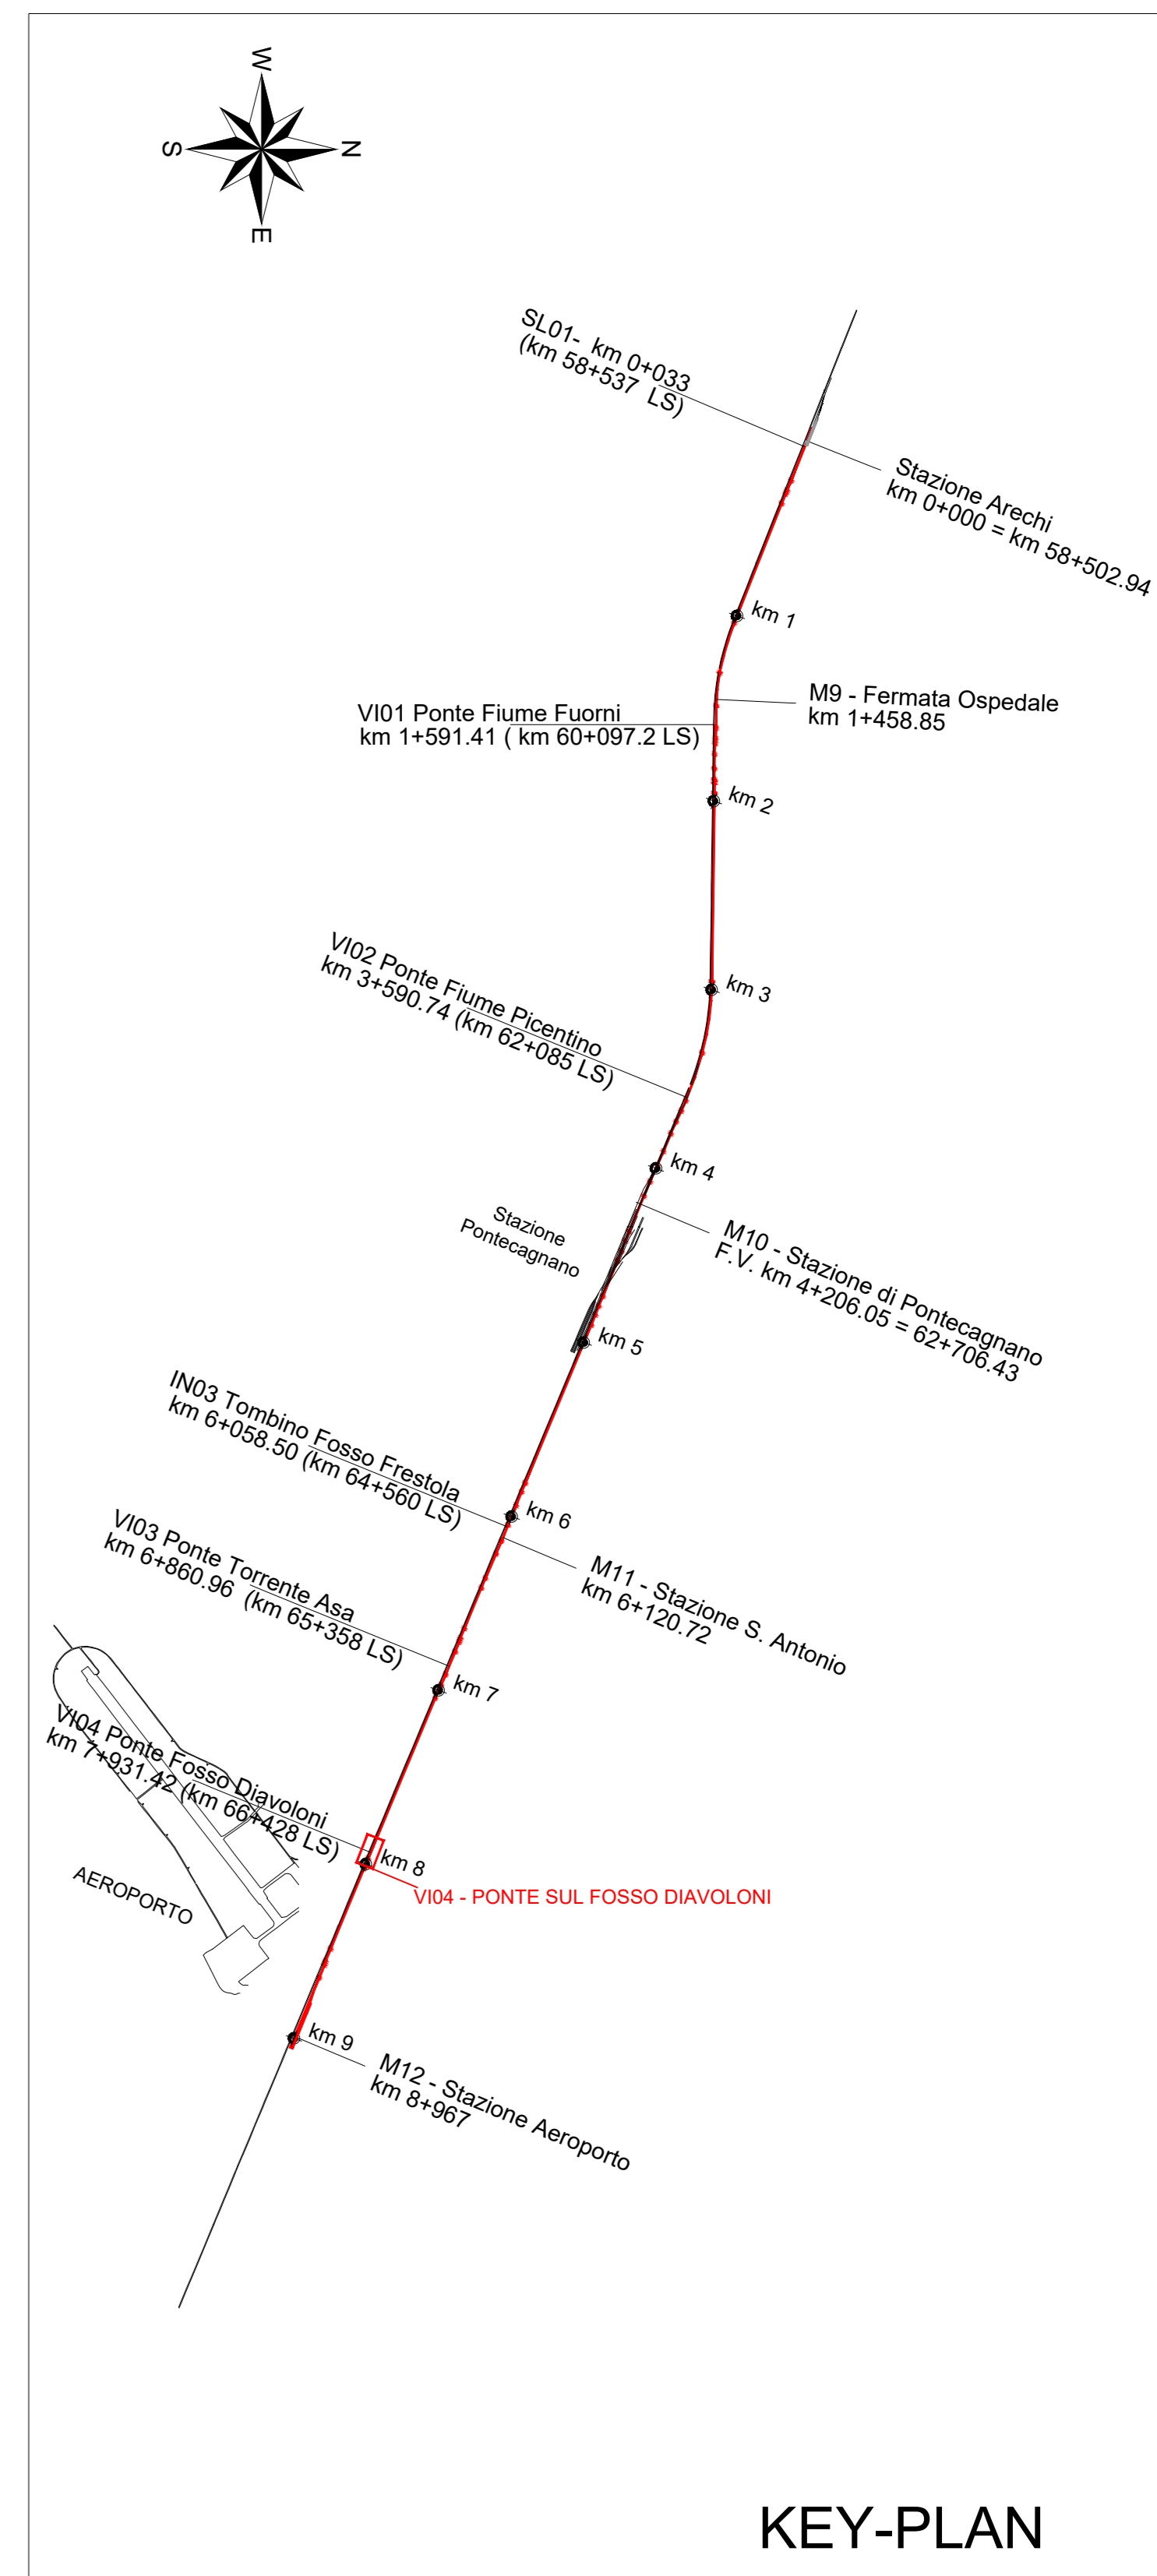 W
S
N
E
SL01- km 0+033
(km 58+537 LS)
Stazione Arechi
km 0+000 = km 58+502.94
km 1
M9 - Fermata Ospedale
km 1+458.85
VI01 Ponte Fiume Fuorni
km 1+591.41 ( km 60+097.2 LS)
km 2
VI02 Ponte Fiume Picentino
km 3+590.74 (km 62+085 LS)
km 3
km 4
Stazione
Pontecagnano
M10 - Stazione di Pontecagnano
F.V. km 4+206.05 = 62+706.43
km 5
IN03 Tombino Fosso Frestola
km 6+058.50 (km 64+560 LS)
km 6
M11 - Stazione S. Antonio
km 6+120.72
VI03 Ponte Torrente Asa
km 6+860.96 (km 65+358 LS)
km 7
VI04 Ponte Fosso Diavoloni
km 7+931.42 (km 66+428 LS)
km 8
VI04 - PONTE SUL FOSSO DIAVOLONI
AEROPORTO
km 9
M12 - Stazione Aeroporto
km 8+967
KEY-PLAN